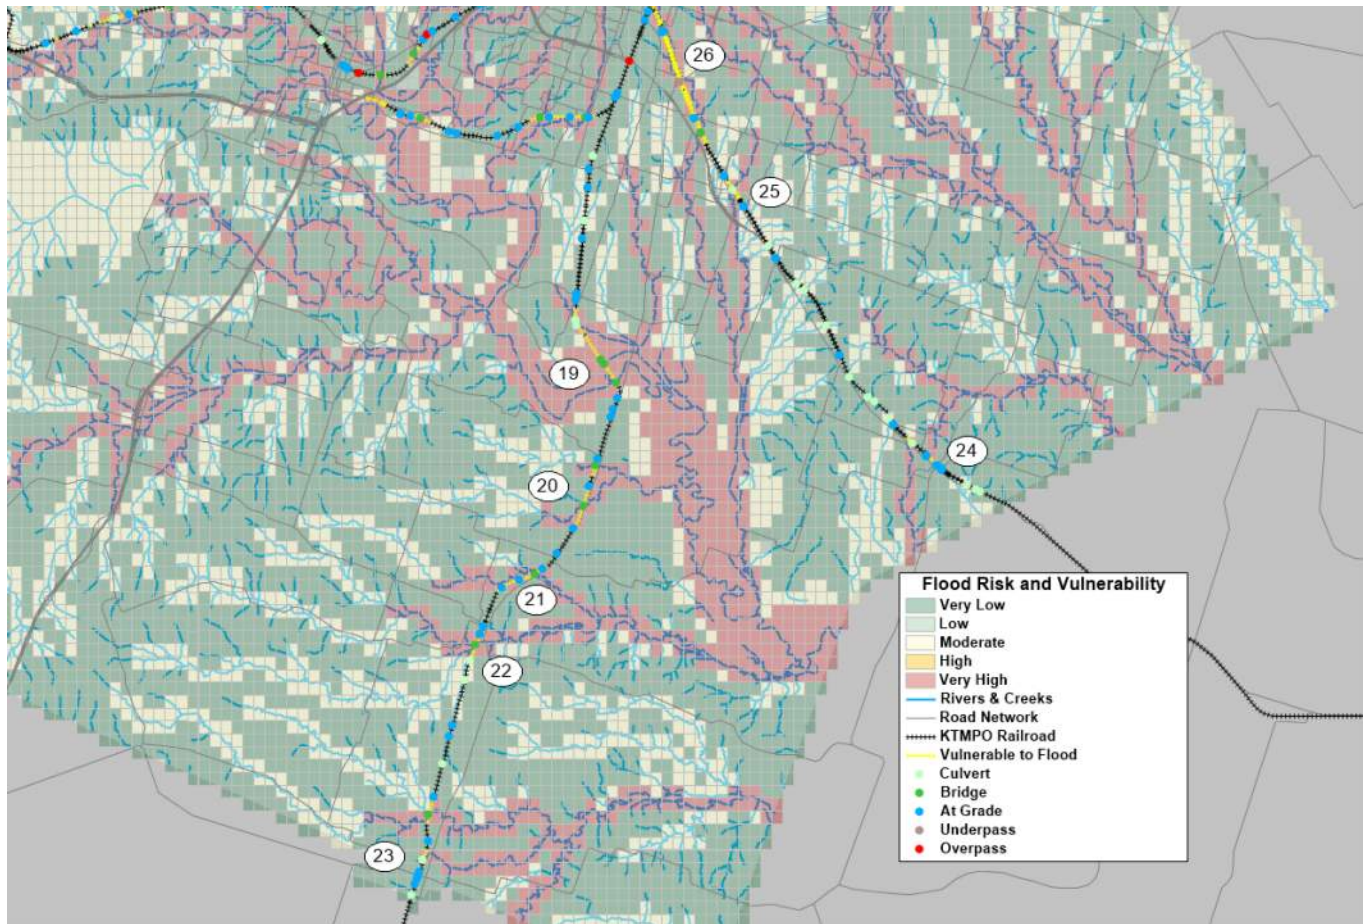 26
25
19
24
20
21
22
23
Flood Risk and Vulnerability
Very Low
Low
Moderate
High
Very High
Rivers & Creeks
Road Network
KTMPO Railroad
Vulnerable to Flood
Culvert
Bridge
At Grade
Underpass
Overpass